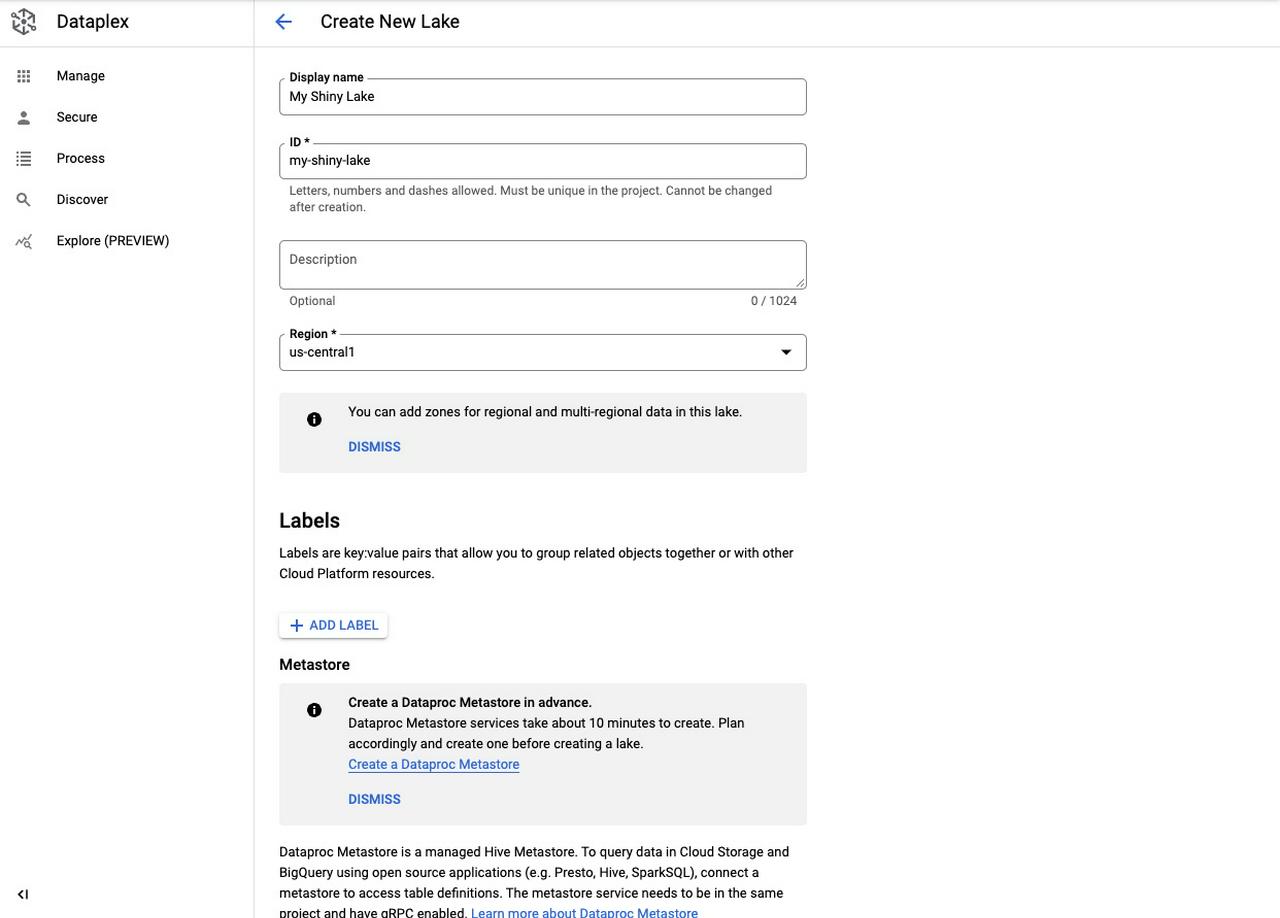 Dataplex
Create New Lake
Manage
Secure
Process
Discover
Explore (PREVIEW)
Display name
My Shiny Lake
ID *
my-shiny-lake
Letters, numbers and dashes allowed. Must be unique in the project. Cannot be changed
after creation.
Description
Optional
0 / 1024
Region *
us-central1
You can add zones for regional and multi-regional data in this lake.
DISMISS
Labels
Labels are key:value pairs that allow you to group related objects together or with other
Cloud Platform resources.
ADD LABEL
Metastore
Create a Dataproc Metastore in advance.
Dataproc Metastore services take about 10 minutes to create. Plan
accordingly and create one before creating a lake.
Create a Dataproc Metastore
DISMISS
Dataproc Metastore is a managed Hive Metastore. To query data in Cloud Storage and
BigQuery using open source applications (e.g. Presto, Hive, SparkSQL), connect a
metastore to access table definitions. The metastore service needs to be in the same
project and have gRPC enabled. Learn more about Dataproc Metastore